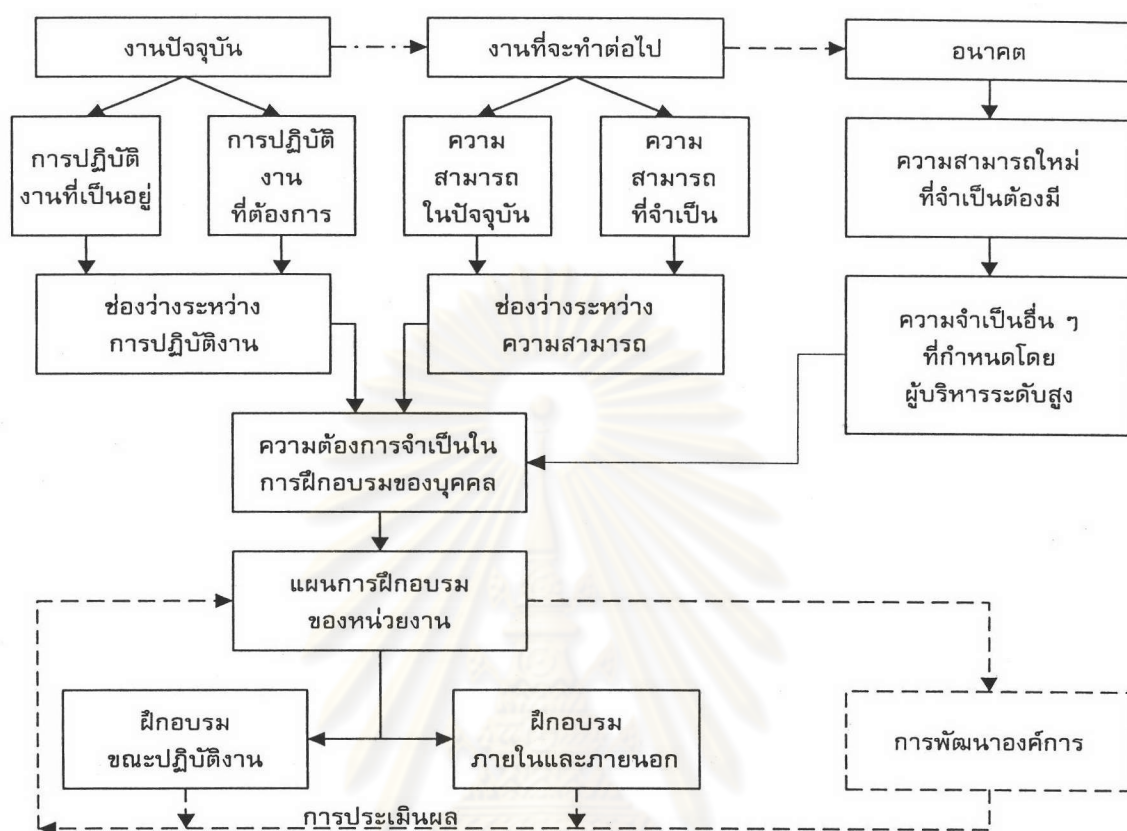 งานปัจจุบัน
งานที่จะทำต่อไป
อนาคต
การปฏิบัติ
งานที่เป็นอยู่
การปฏิบัติ
งาน
ที่ต้องการ
ความ
สามารถ
ในปัจจุบัน
ความ
สามารถ
ที่จำเป็น
ความสามารถใหม่
ที่จำเป็นต้องมี
ช่องว่างระหว่าง
การปฏิบัติงาน
ช่องว่างระหว่าง
ความสามารถ
ความจำเป็นอื่น ๆ
ที่กำหนดโดย
ผู้บริหารระดับสูง
ความต้องการจำเป็นใน
การฝึกอบรมของบุคคล
แผนการฝึกอบรม
ของหน่วยงาน
ฝึกอบรม
ขณะปฏิบัติงาน
ฝึกอบรม
ภายในและภายนอก
การพัฒนาองค์การ
การประเมินผล